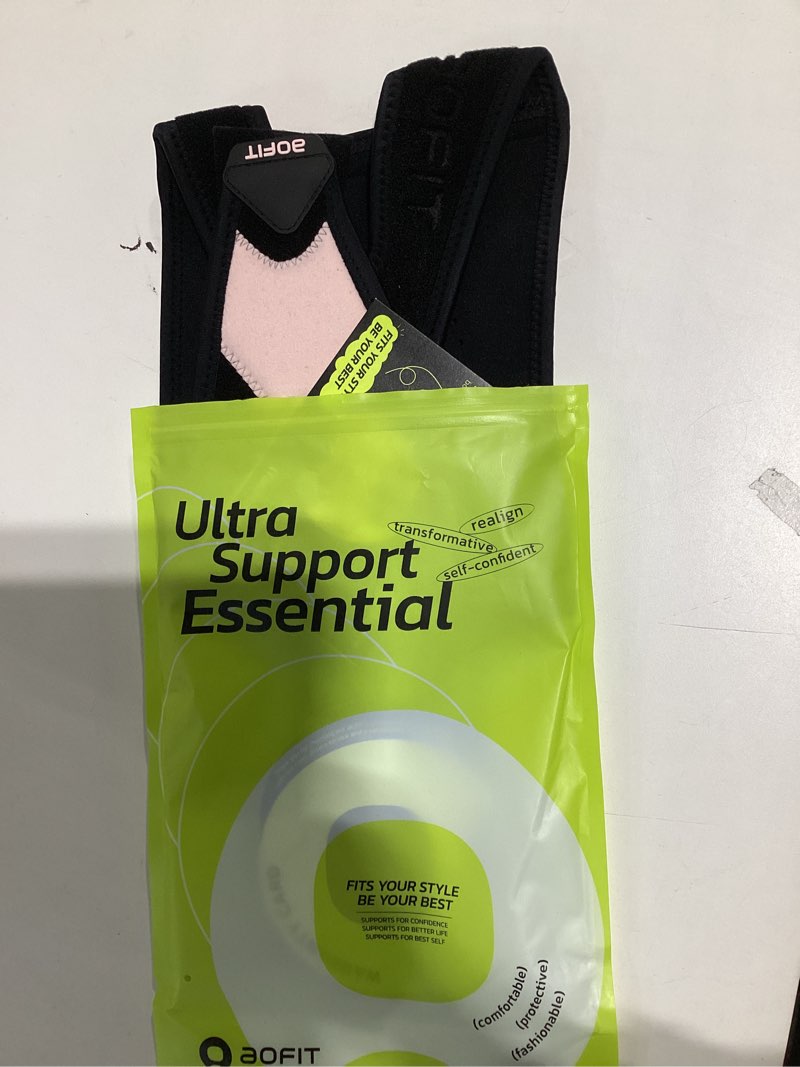 aOFIT
aOFIT
FITS YOUR
BE YOUR BEST
Ultra
Support
Essential
realign
transformative
self-confident
FITS YOUR STYLE
BE YOUR BEST
SUPPORTS FOR CONFIDENCE
SUPPORTS FOR BETTER LIFE
SUPPORTS FOR BEST SELF
(comfortable)
(protective)
(fashionable)
aOFIT